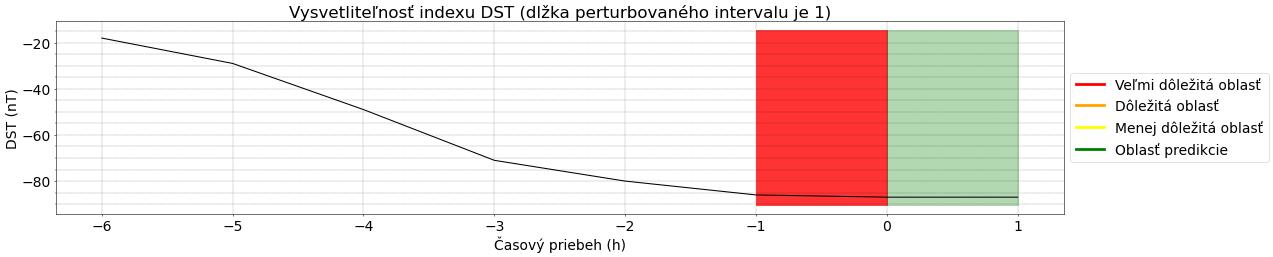 Vysvetliteľnosť indexu DST (dĺžka perturbovaného intervalu je 1)
DST (nT)
−20
−40
−60
−80
−6 −5 −4 −3 −2 −1 0 1
Časový priebeh (h)
Veľmi dôležitá oblasť
Dôležitá oblasť
Menej dôležitá oblasť
Oblasť predikcie